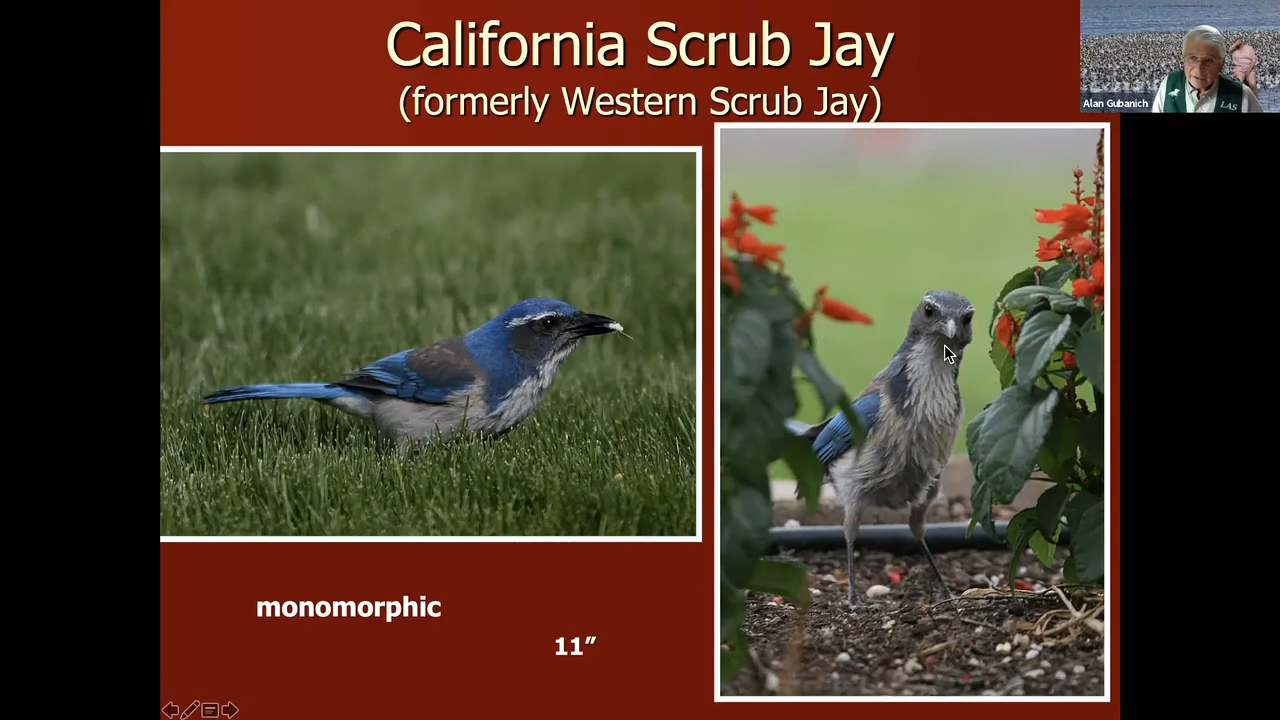 California Scrub Jay
(formerly Western Scrub Jay)
Alan Gubanich
LAS
monomorphic
11”